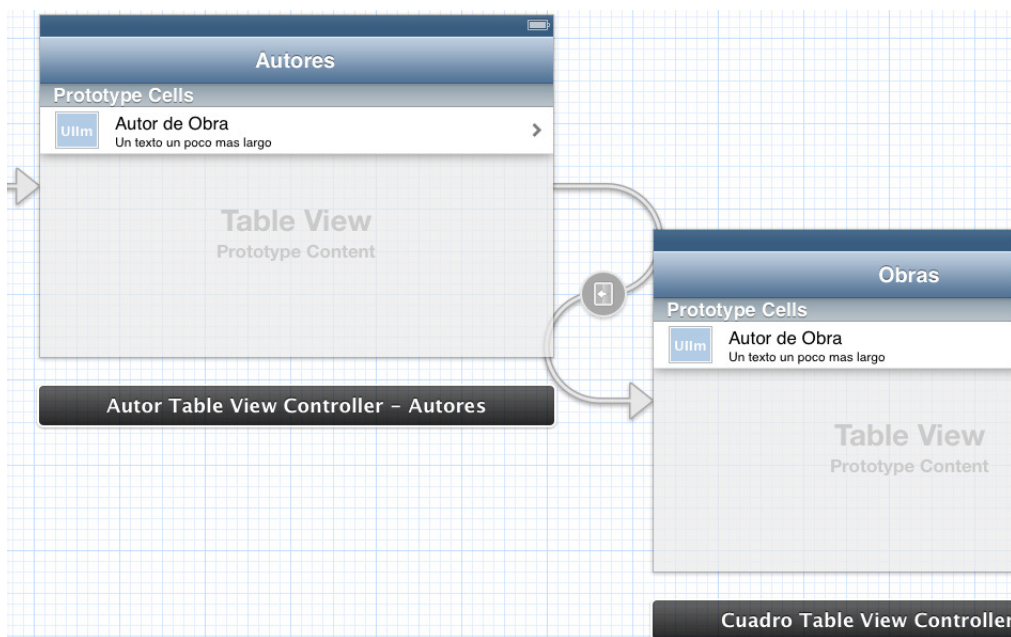 Autores
Prototype Cells
UIIm
Autor de Obra
Un texto un poco mas largo
Table View
Prototype Content
Autor Table View Controller – Autores
Obras
Prototype Cells
UIIm
Autor de Obra
Un texto un poco mas largo
Table View
Prototype Content
Cuadro Table View Controller